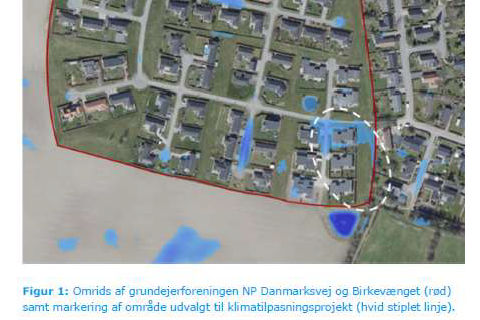 Figur 1: Omrids af grundejerforeningen NP Danmarksvej og Birkevænget (rød)
samt markering af område udvalgt til klimatilpasningsprojekt (hvid stiplet linje).